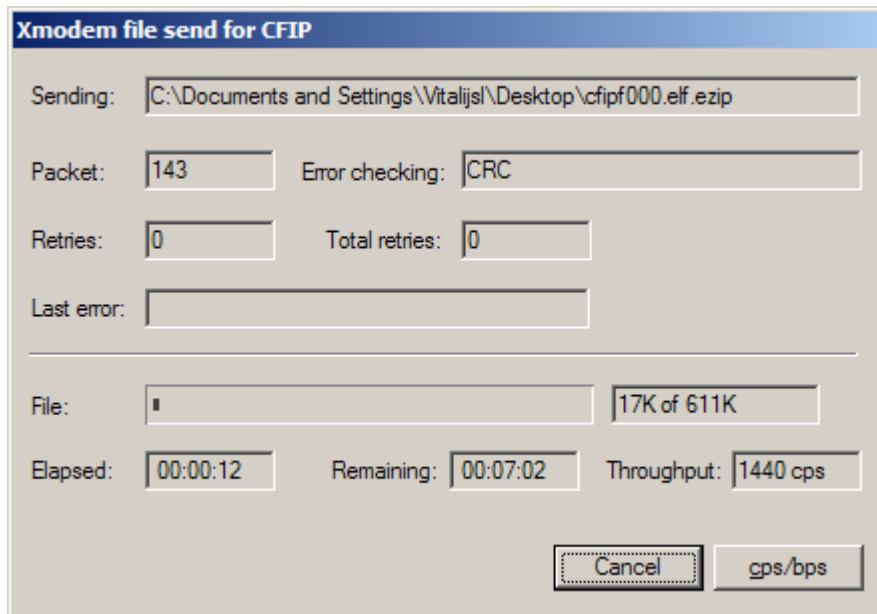 Xmodem file send for CFIP
Sending: C:\Documents and Settings\Vitalijsl\Desktop\cfipf000.elf.ezip
Packet: 143 Error checking: CRC
Retries: 0 Total retries: 0
Last error:
File: 17K of 611K
Elapsed: 00:00:12 Remaining: 00:07:02 Throughput: 1440 cps
Cancel cps/bps